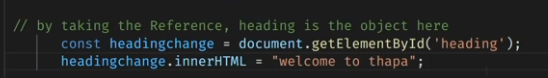 // by taking the Reference, heading is the object here
const headingchange = document.getElementById('heading');
headingchange.innerHTML = "welcome to thapa";